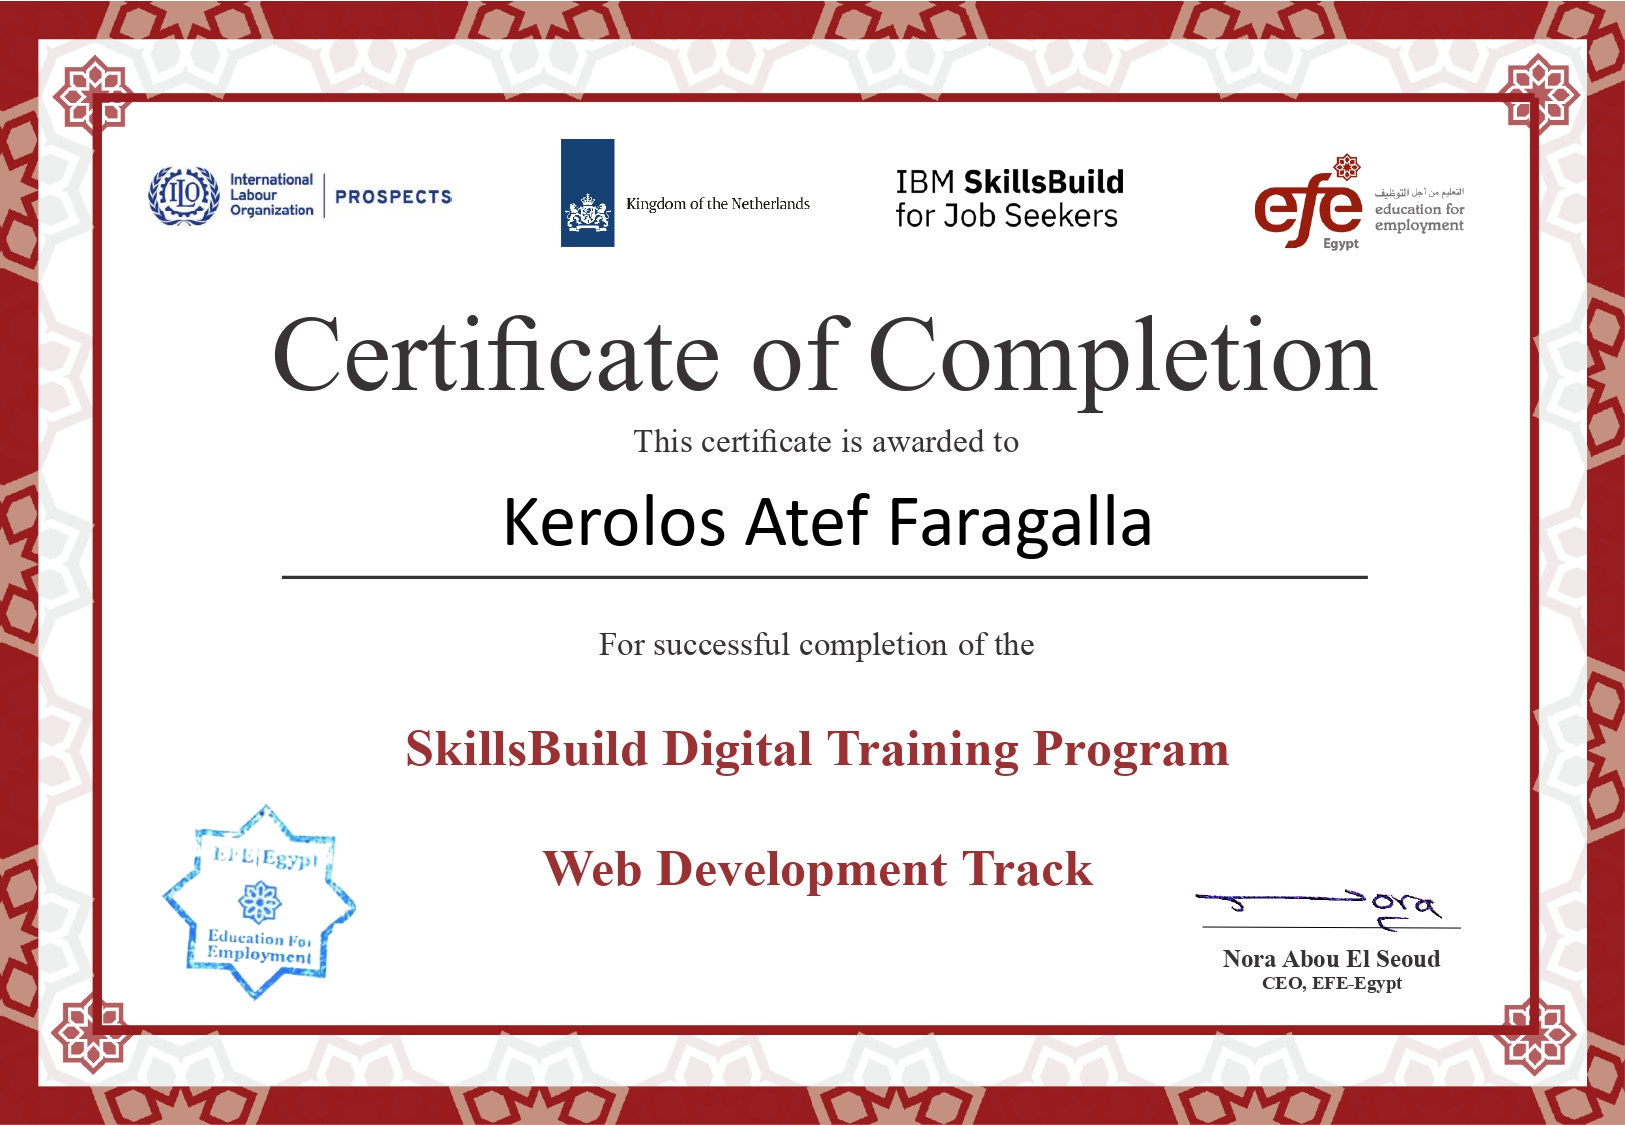 ILO
International
Labour
Organization
PROSPECTS
Kingdom of the Netherlands
IBM SkillsBuild
for Job Seekers
efe
Egypt
التعليم من أجل التوظيف
education for
employment
Certificate of Completion
This certificate is awarded to
Kerolos Atef Faragalla
For successful completion of the
SkillsBuild Digital Training Program
Web Development Track
EFE|Egypt
Education For
Employment
Nora
Nora Abou El Seoud
CEO, EFE-Egypt